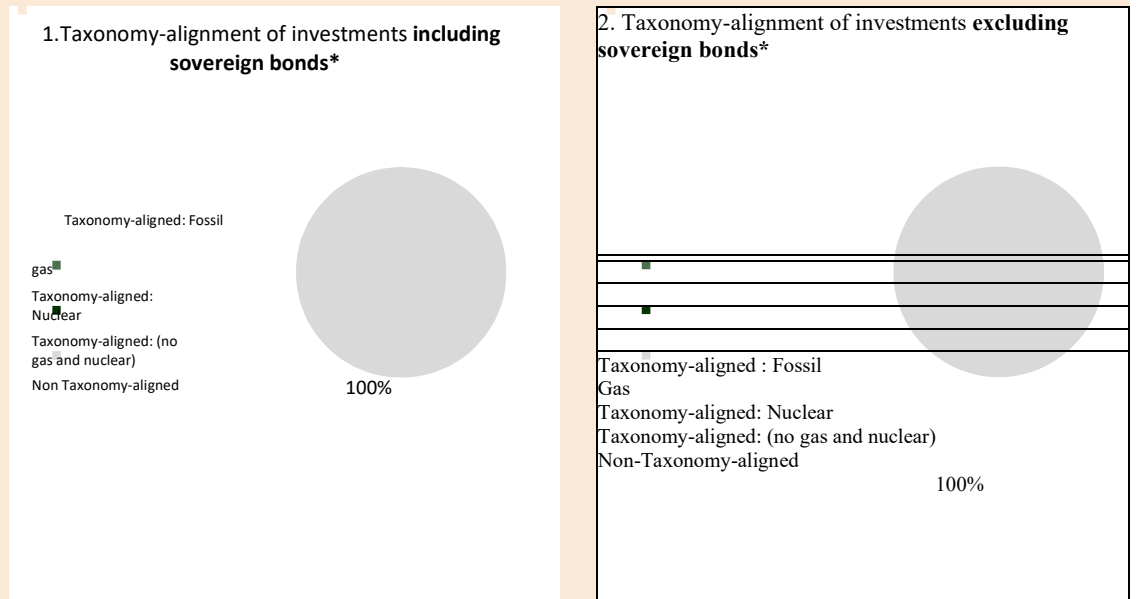 1.Taxonomy-alignment of investments including
sovereign bonds*
Taxonomy-aligned: Fossil
gas
Taxonomy-aligned:
Nuclear
Taxonomy-aligned: (no
gas and nuclear)
Non Taxonomy-aligned
100%
2. Taxonomy-alignment of investments excluding
sovereign bonds*
Taxonomy-aligned : Fossil
Gas
Taxonomy-aligned: Nuclear
Taxonomy-aligned: (no gas and nuclear)
Non-Taxonomy-aligned
100%